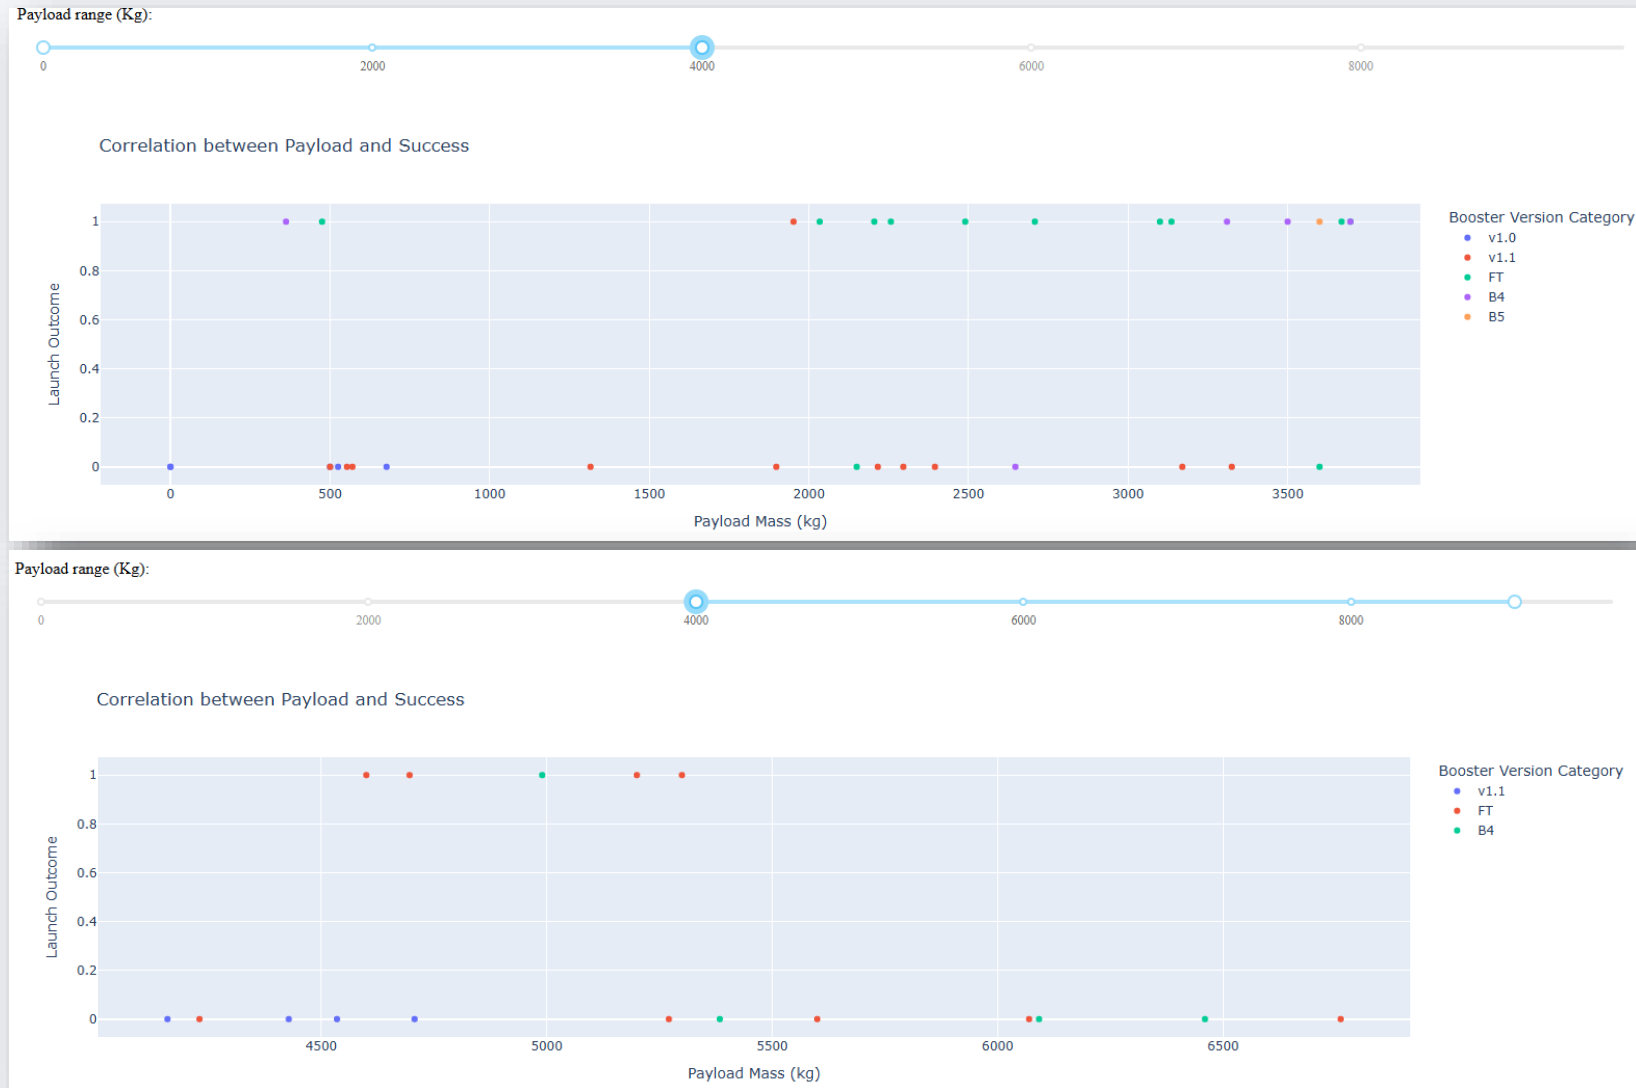 Payload range (Kg):
0 2000 4000 6000 8000
Correlation between Payload and Success
Booster Version Category
v1.0
v1.1
FT
B4
B5
Launch Outcome
1
0.8
0.6
0.4
0.2
0
0 500 1000 1500 2000 2500 3000 3500
Payload Mass (kg)
Payload range (Kg):
0 2000 4000 6000 8000
Correlation between Payload and Success
Booster Version Category
v1.1
FT
B4
Launch Outcome
1
0.8
0.6
0.4
0.2
0
4500 5000 5500 6000 6500
Payload Mass (kg)